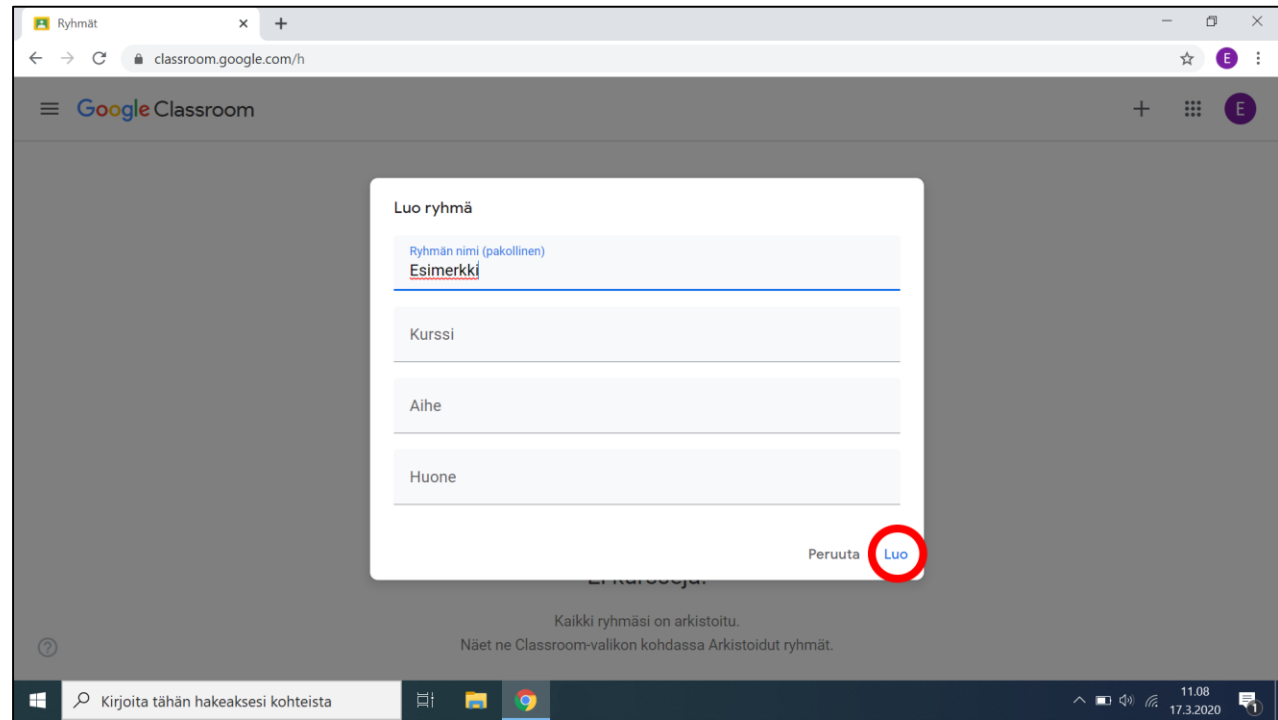 Ryhmät
classroom.google.com/h
E
Google Classroom
E
Luo ryhmä
Ryhmän nimi (pakollinen)
Esimerkki
Kurssi
Aihe
Huone
Peruuta Luo
Kaikki ryhmäsi on arkistoitu.
Näet ne Classroom-valikon kohdassa Arkistoidut ryhmät.
Kirjoita tähän hakeaksesi kohteista
11.08
17.3.2020
1